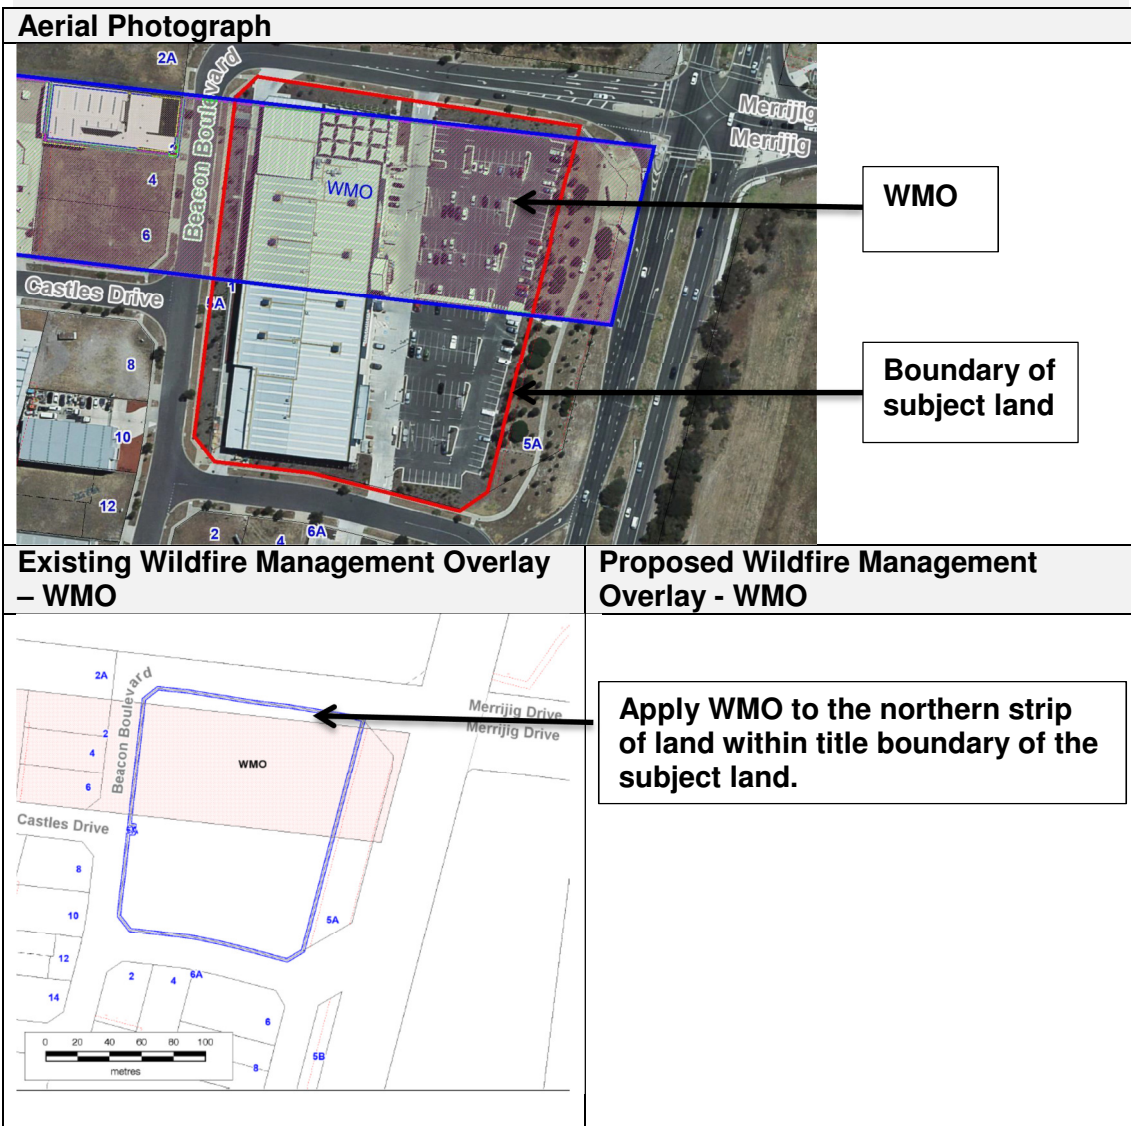 Aerial Photograph
2A
Beacon Boulevard
Merrijig
Merrijig
WMO
WMO
4
6
Castles Drive
1
5A
8
Boundary of
subject land
10
5A
12
2
4
6A
Existing Wildfire Management Overlay
– WMO
Proposed Wildfire Management
Overlay - WMO
2A
Beacon Boulevard
Merrijig Drive
Merrijig Drive
Apply WMO to the northern strip
of land within title boundary of the
subject land.
2
4
WMO
6
Castles Drive
8
10
5A
12
2
4
6A
14
6
0 20 40 60 80 100
metres
8
5B